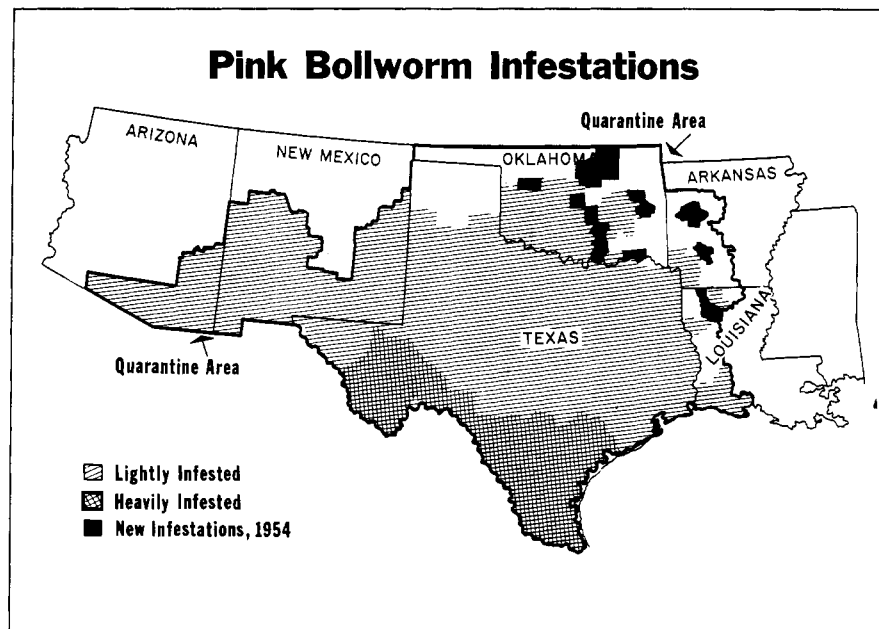 Pink Bollworm Infestations
Quarantine Area
ARIZONA
NEW MEXICO
OKLAHOMA
ARKANSAS
TEXAS
LOUISIANA
Quarantine Area
Lightly Infested
Heavily Infested
New Infestations, 1954